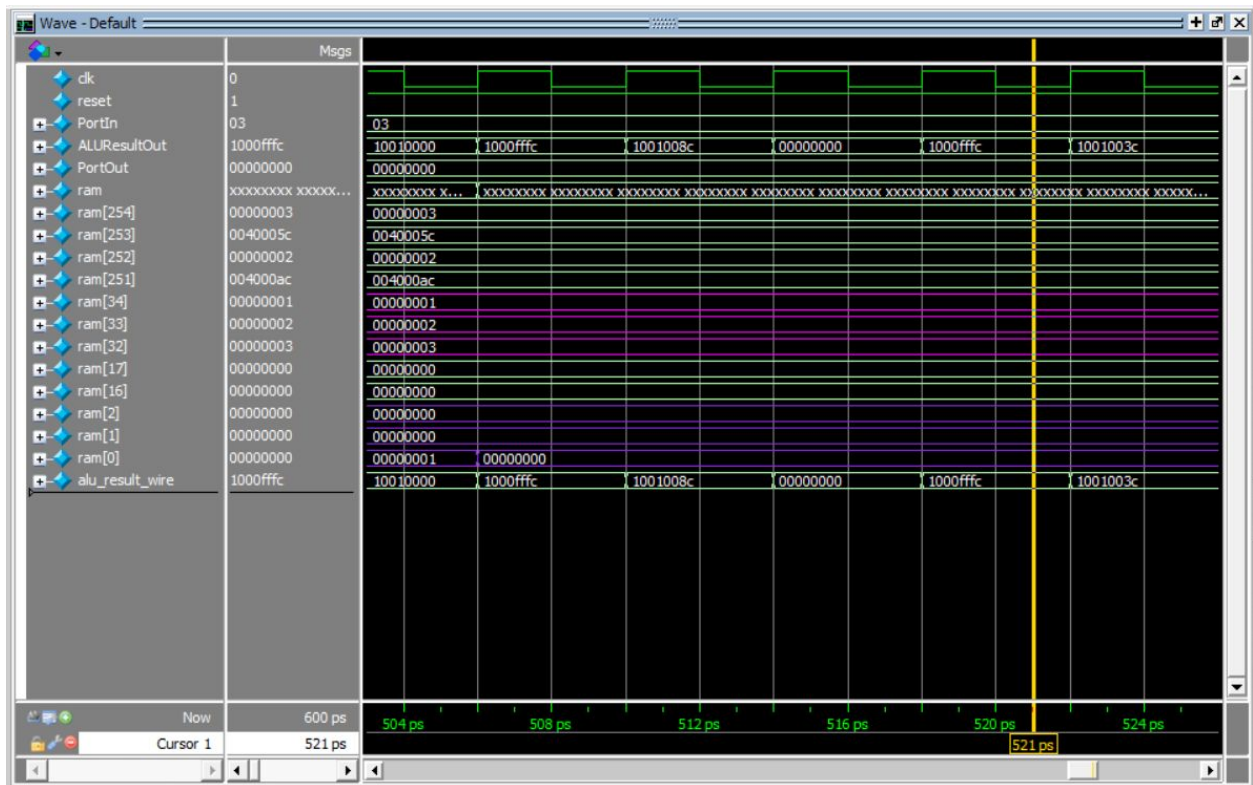 Wave - Default
Msgs
clk 0
reset 1
PortIn 03 03
ALUResultOut 1000fffc 10010000 1000fffc 1001008c 00000000 1000fffc 1001003c
PortOut 00000000 00000000
ram xxxxxxxx xxxxx... xxxxxxxx x... xxxxxxxx xxxxxxxx xxxxxxxx xxxxxxxx xxxxxxxx xxxxxxxx xxxxxxxx xxxxxxxx xxxxxxxx xxxxxxxx xxxxx...
ram[254] 00000003 00000003
ram[253] 0040005c 0040005c
ram[252] 00000002 00000002
ram[251] 004000ac 004000ac
ram[34] 00000001 00000001
ram[33] 00000002 00000002
ram[32] 00000003 00000003
ram[17] 00000000 00000000
ram[16] 00000000 00000000
ram[2] 00000000 00000000
ram[1] 00000000 00000000
ram[0] 00000000 00000001 00000000
alu_result_wire 1000fffc 10010000 1000fffc 1001008c 00000000 1000fffc 1001003c
Now 600 ps 504 ps 508 ps 512 ps 516 ps 520 ps 524 ps
Cursor 1 521 ps 521 ps